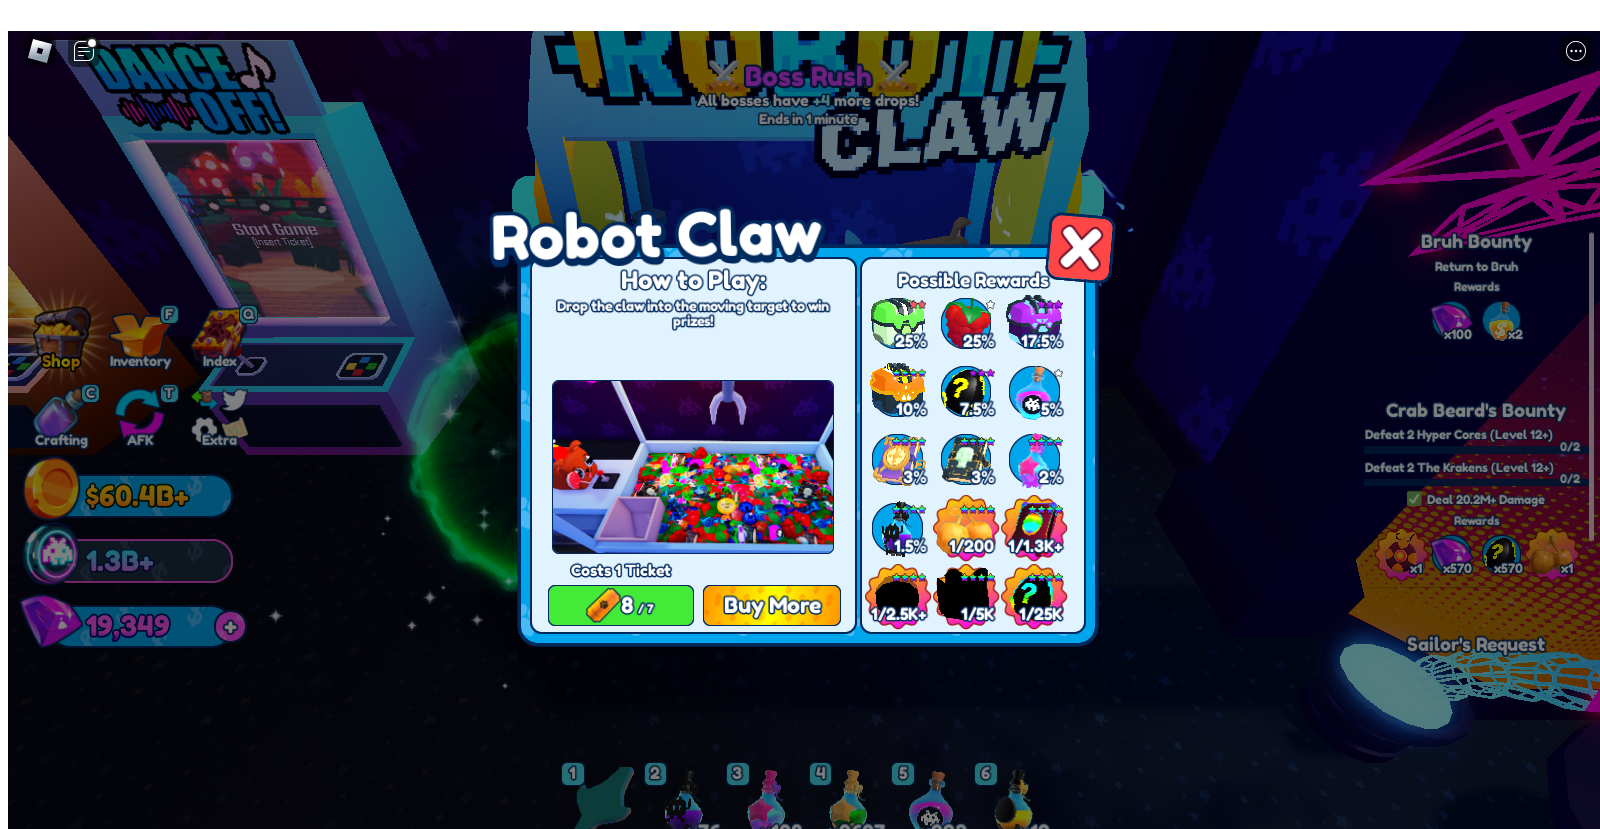 DANCE
OFF!
Start Game
[Insert Ticket]
ROBOT
CLAW
Boss Rush
All bosses have +4 more drops!
Ends in 1 minute
Robot Claw
How to Play:
Drop the claw into the moving target to win
prizes!
Costs 1 Ticket
8 / 7
Buy More
Possible Rewards
25%
25%
17.5%
10%
?
7.5%
5%
3%
3%
2%
1.5%
1/200
1/1.3K+
1/2.5K+
1/5K
?
1/25K
Shop
F
Inventory
Q
Index
C
Crafting
T
AFK
Extra
$60.4B+
1.3B+
19,349
+
Bruh Bounty
Return to Bruh
Rewards
x100
x2
Crab Beard's Bounty
Defeat 2 Hyper Cores (Level 12+)
0/2
Defeat 2 The Krakens (Level 12+)
0/2
Deal 20.2M+ Damage
Rewards
x1
x570
?
x570
x1
Sailor's Request
1
2
3
4
5
6